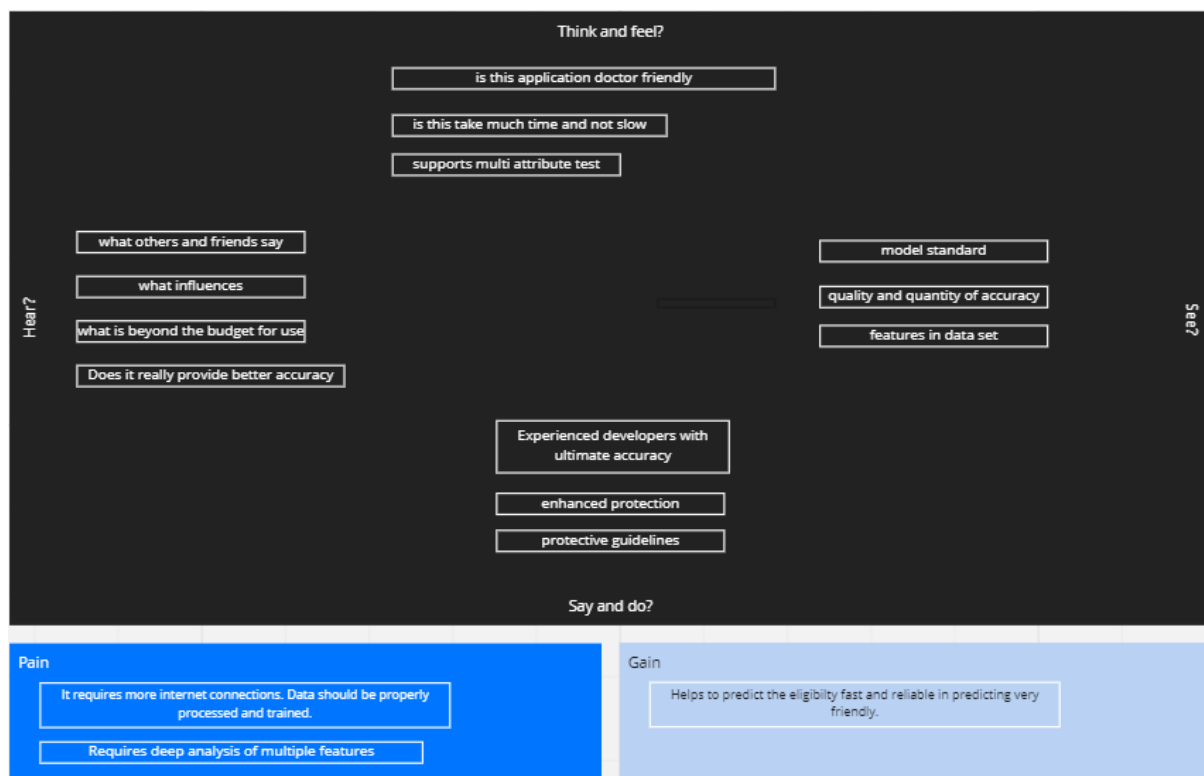 Think and feel?
is this application doctor friendly
is this take much time and not slow
supports multi attribute test
Hear?
what others and friends say
what influences
what is beyond the budget for use
Does it really provide better accuracy
model standard
quality and quantity of accuracy
features in data set
See?
Experienced developers with
ultimate accuracy
enhanced protection
protective guidelines
Say and do?
Pain
It requires more internet connections. Data should be properly
processed and trained.
Requires deep analysis of multiple features
Gain
Helps to predict the eligibilty fast and reliable in predicting very
friendly.